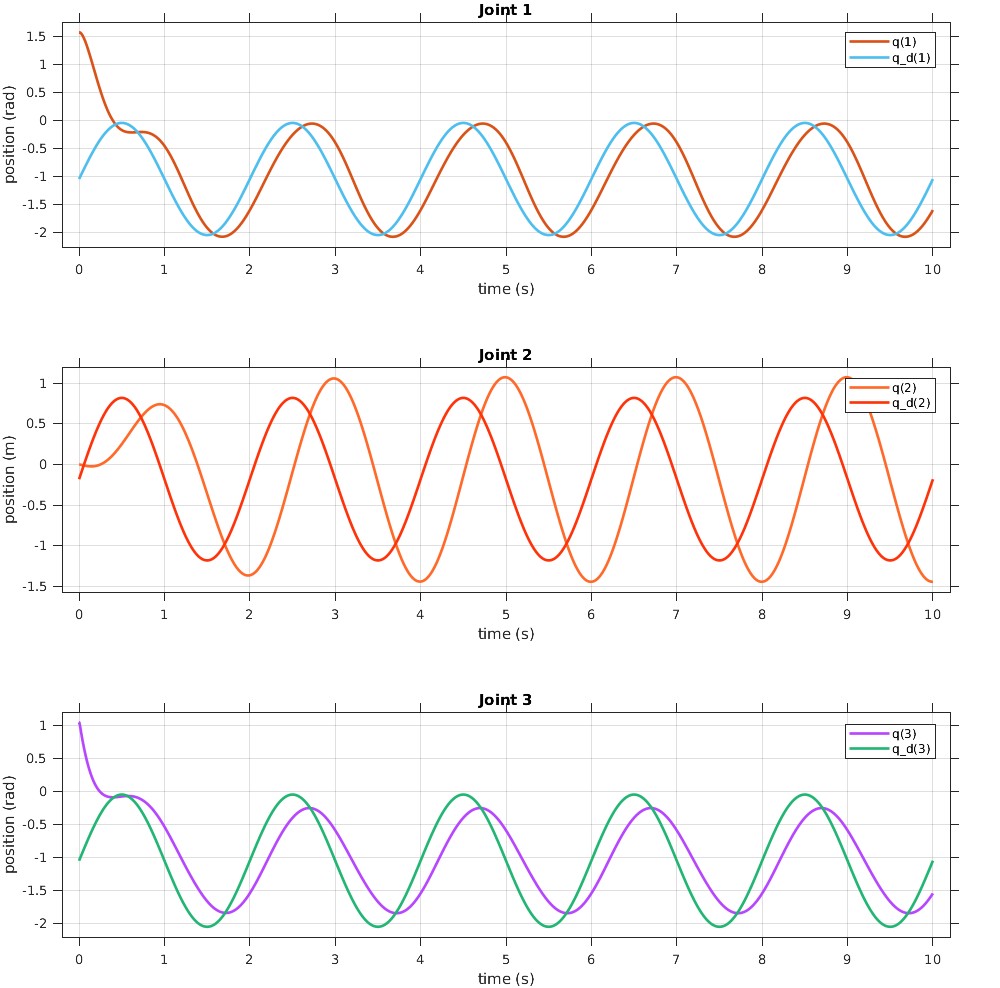 Joint 1
position (rad)
1.5
1
0.5
0
-0.5
-1
-1.5
-2
q(1)
q_d(1)
0 1 2 3 4 5 6 7 8 9 10
time (s)
Joint 2
position (m)
1
0.5
0
-0.5
-1
-1.5
q(2)
q_d(2)
0 1 2 3 4 5 6 7 8 9 10
time (s)
Joint 3
position (rad)
1
0.5
0
-0.5
-1
-1.5
-2
q(3)
q_d(3)
0 1 2 3 4 5 6 7 8 9 10
time (s)